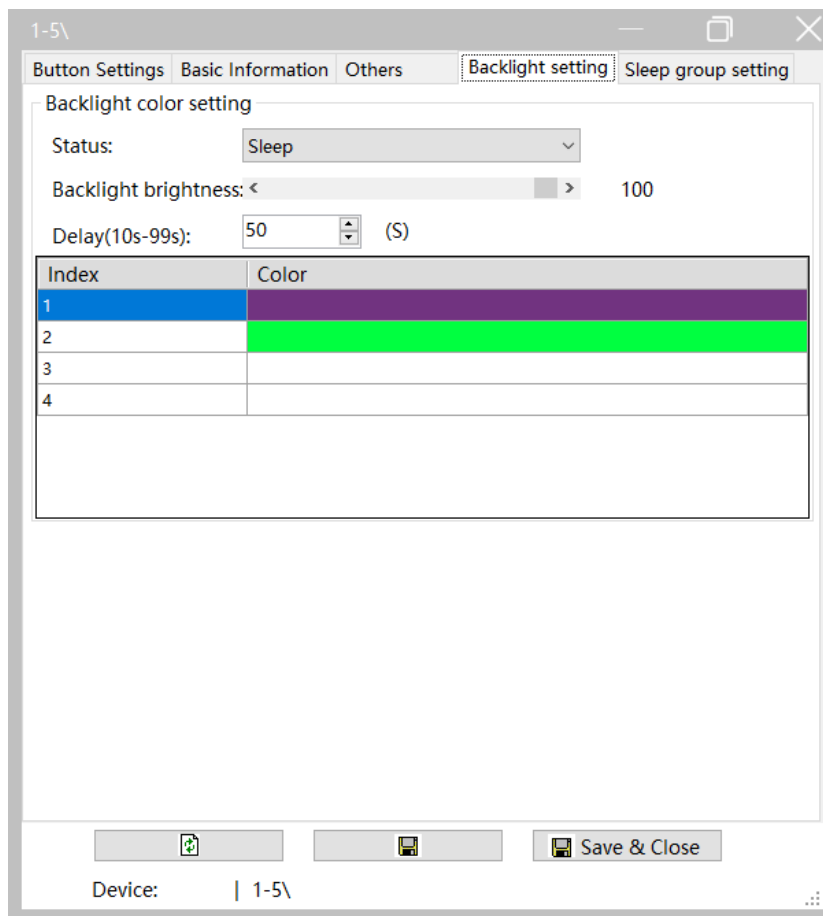 1-5\
Button Settings Basic Information Others Backlight setting Sleep group setting
Backlight color setting
Status: Sleep
Backlight brightness: 100
Delay(10s-99s): 50 (S)
Index Color
1
2
3
4
Save & Close
Device: | 1-5\